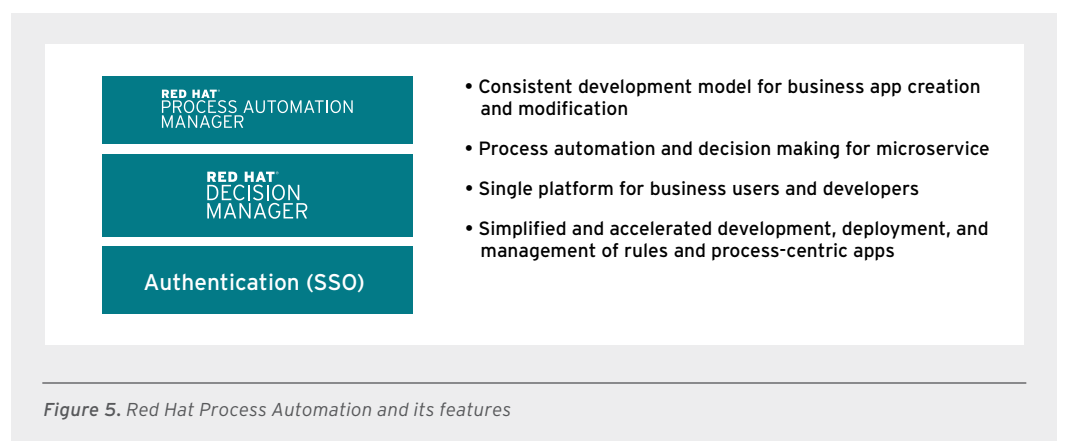 RED HAT®
PROCESS AUTOMATION
MANAGER
RED HAT®
DECISION
MANAGER
Authentication (SSO)
• Consistent development model for business app creation
and modification
• Process automation and decision making for microservice
• Single platform for business users and developers
• Simplified and accelerated development, deployment, and
management of rules and process-centric apps
Figure 5. Red Hat Process Automation and its features